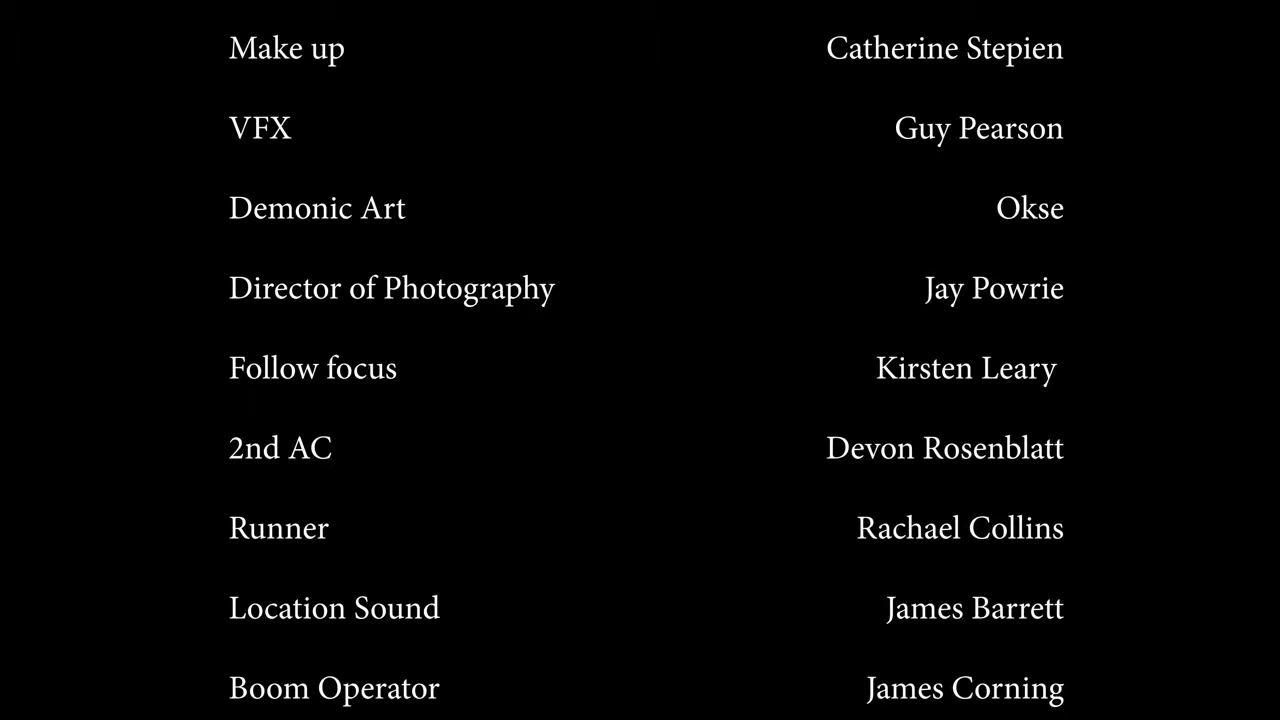 Make up Catherine Stepien
VFX Guy Pearson
Demonic Art Okse
Director of Photography Jay Powrie
Follow focus Kirsten Leary
2nd AC Devon Rosenblatt
Runner Rachael Collins
Location Sound James Barrett
Boom Operator James Corning